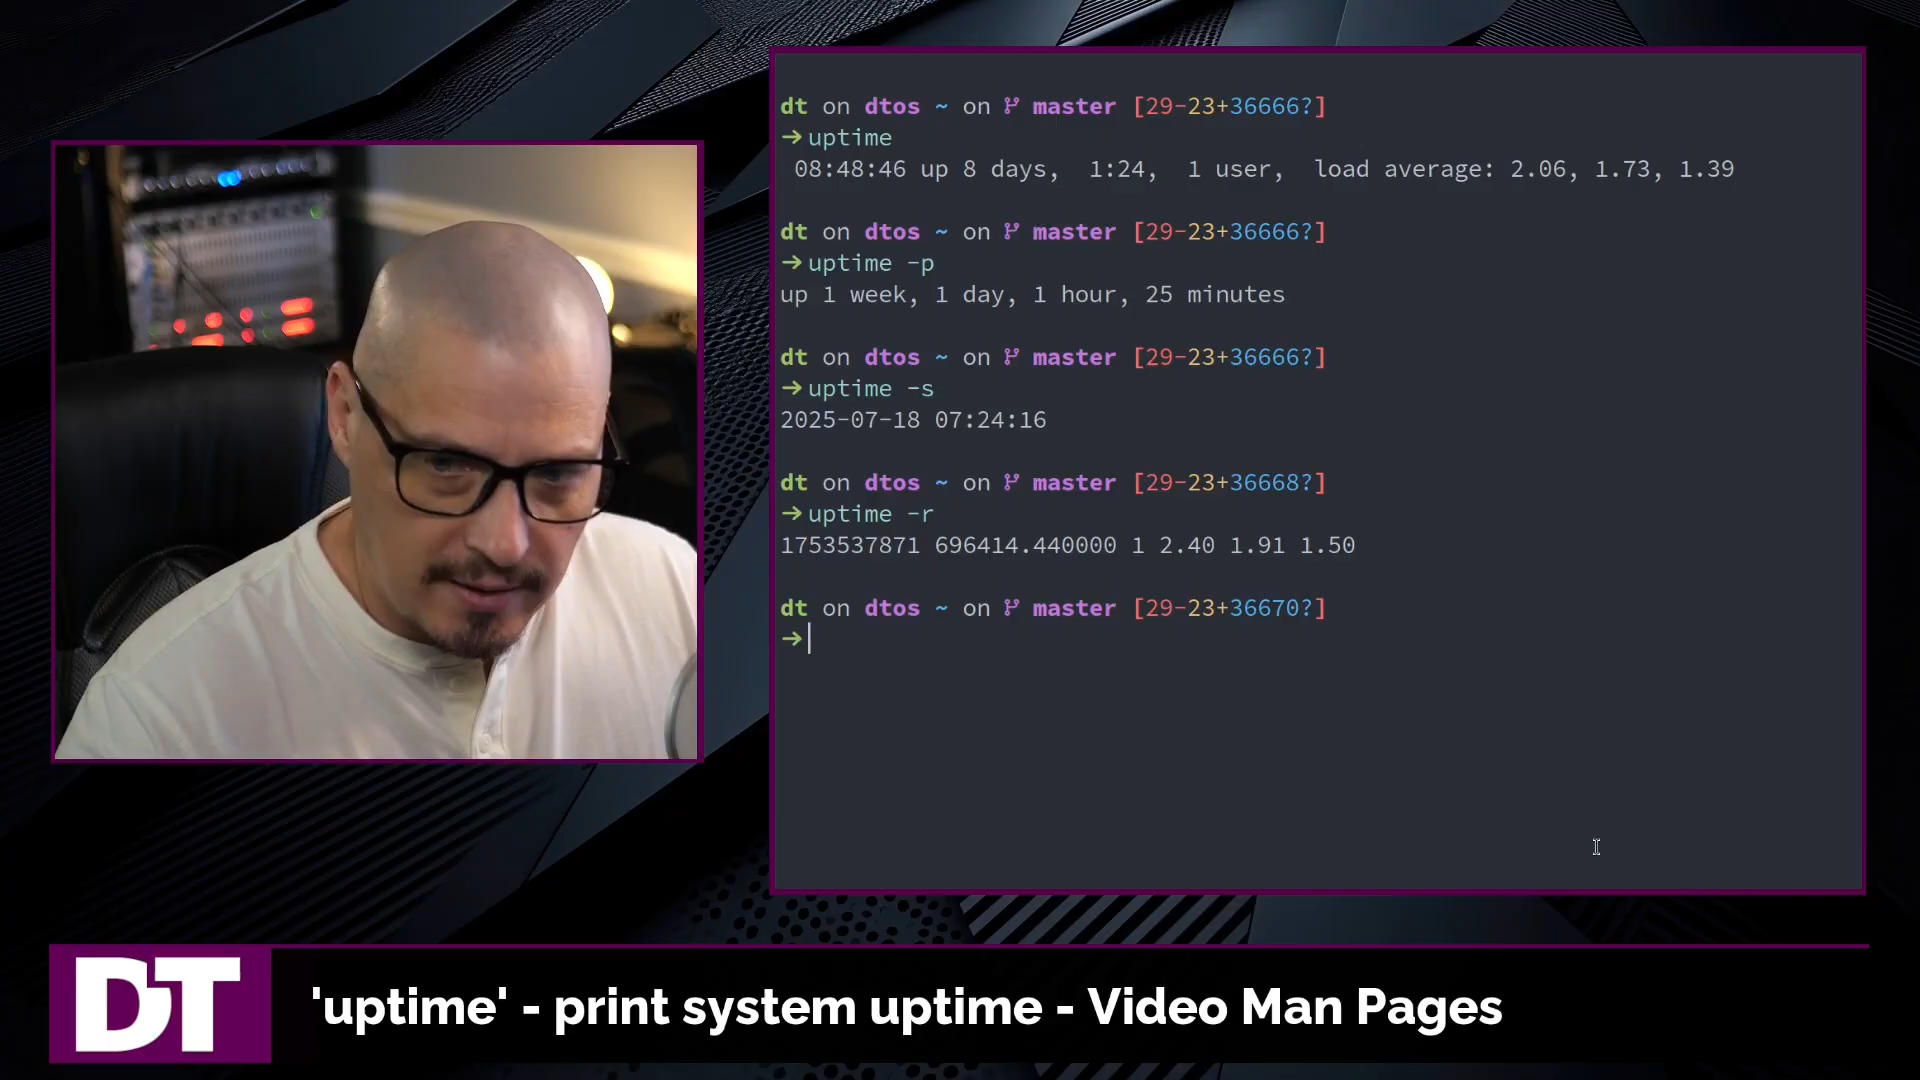 dt on dtos ~ on master [29-23+36666?]
→uptime
08:48:46 up 8 days,  1:24,  1 user,  load average: 2.06, 1.73, 1.39
dt on dtos ~ on master [29-23+36666?]
→uptime -p
up 1 week, 1 day, 1 hour, 25 minutes
dt on dtos ~ on master [29-23+36666?]
→uptime -s
2025-07-18 07:24:16
dt on dtos ~ on master [29-23+36668?]
→uptime -r
1753537871 696414.440000 1 2.40 1.91 1.50
dt on dtos ~ on master [29-23+36670?]
→
DT
'uptime' - print system uptime - Video Man Pages